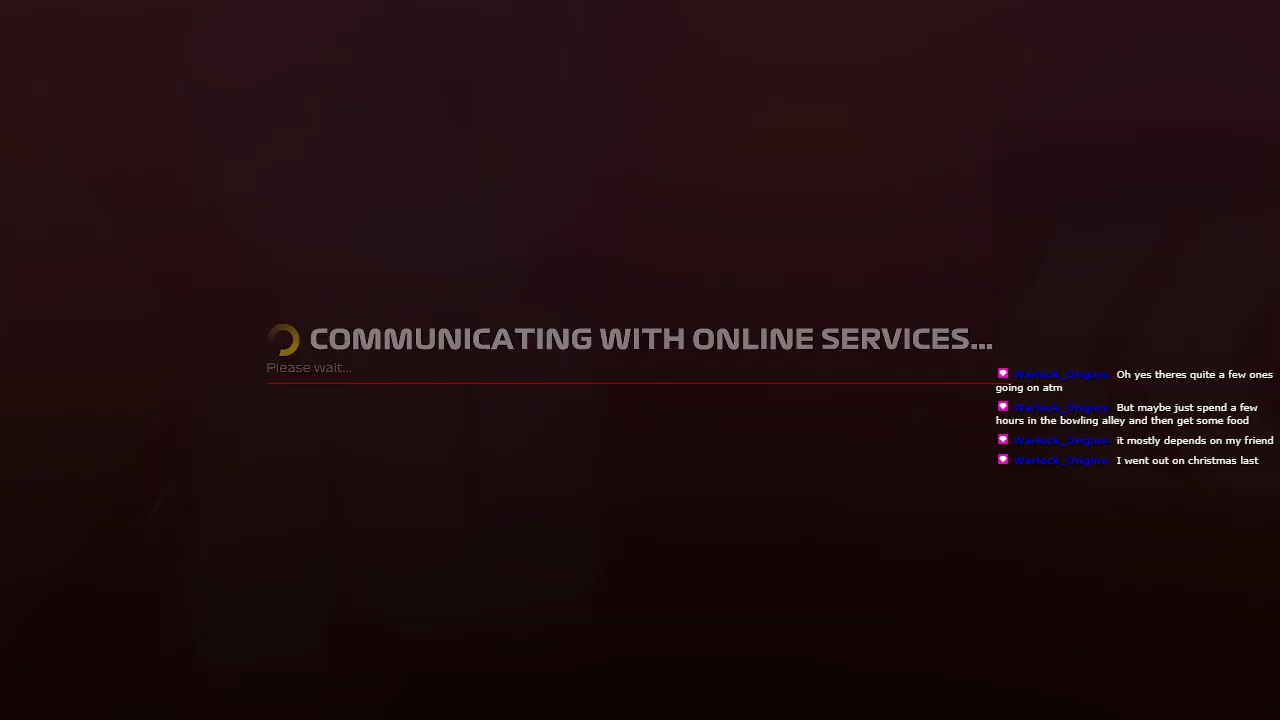 COMMUNICATING WITH ONLINE SERVICES...
Please wait...
Warlock_Origins Oh yes theres quite a few ones
going on atm
Warlock_Origins But maybe just spend a few
hours in the bowling alley and then get some food
Warlock_Origins it mostly depends on my friend
Warlock_Origins I went out on christmas last